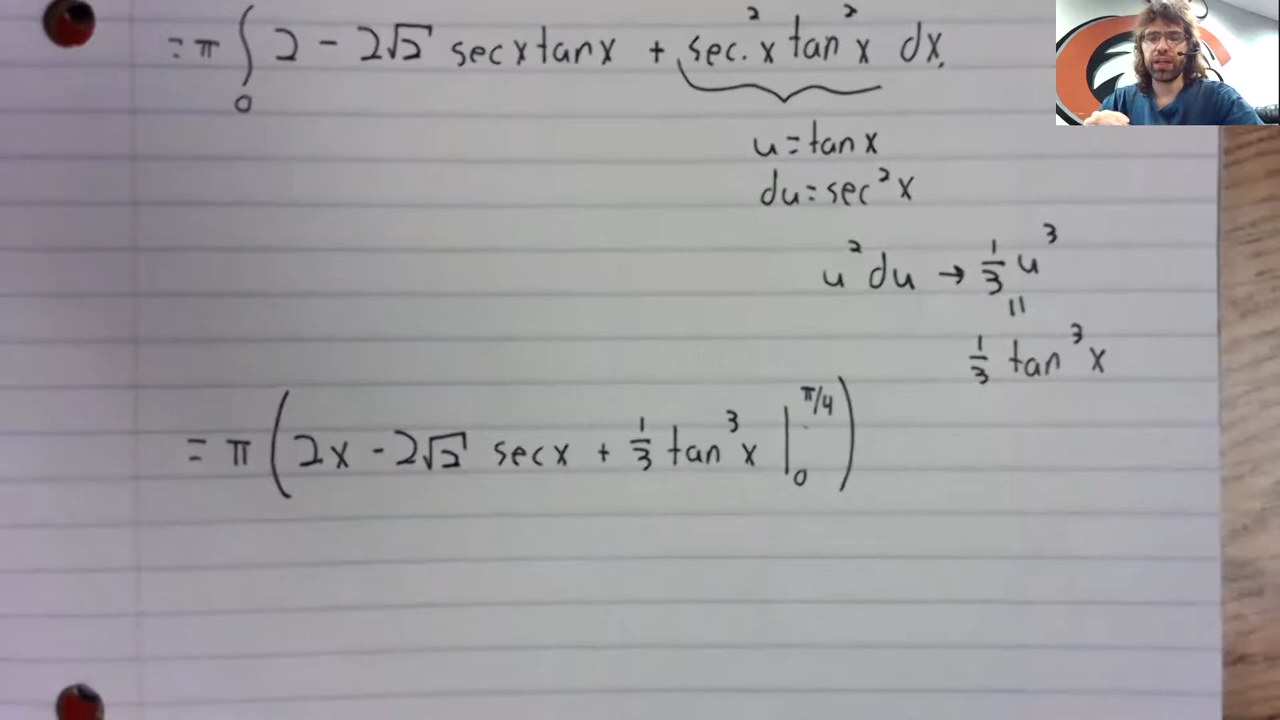 = π ∫₀ 2 - 2√2 sec x tan x + sec² x tan² x dx.
u = tan x
du = sec² x
u² du → 1/3 u³
=
1/3 tan³ x
= π ( 2x - 2√2 sec x + 1/3 tan³ x |₀^π/4 )